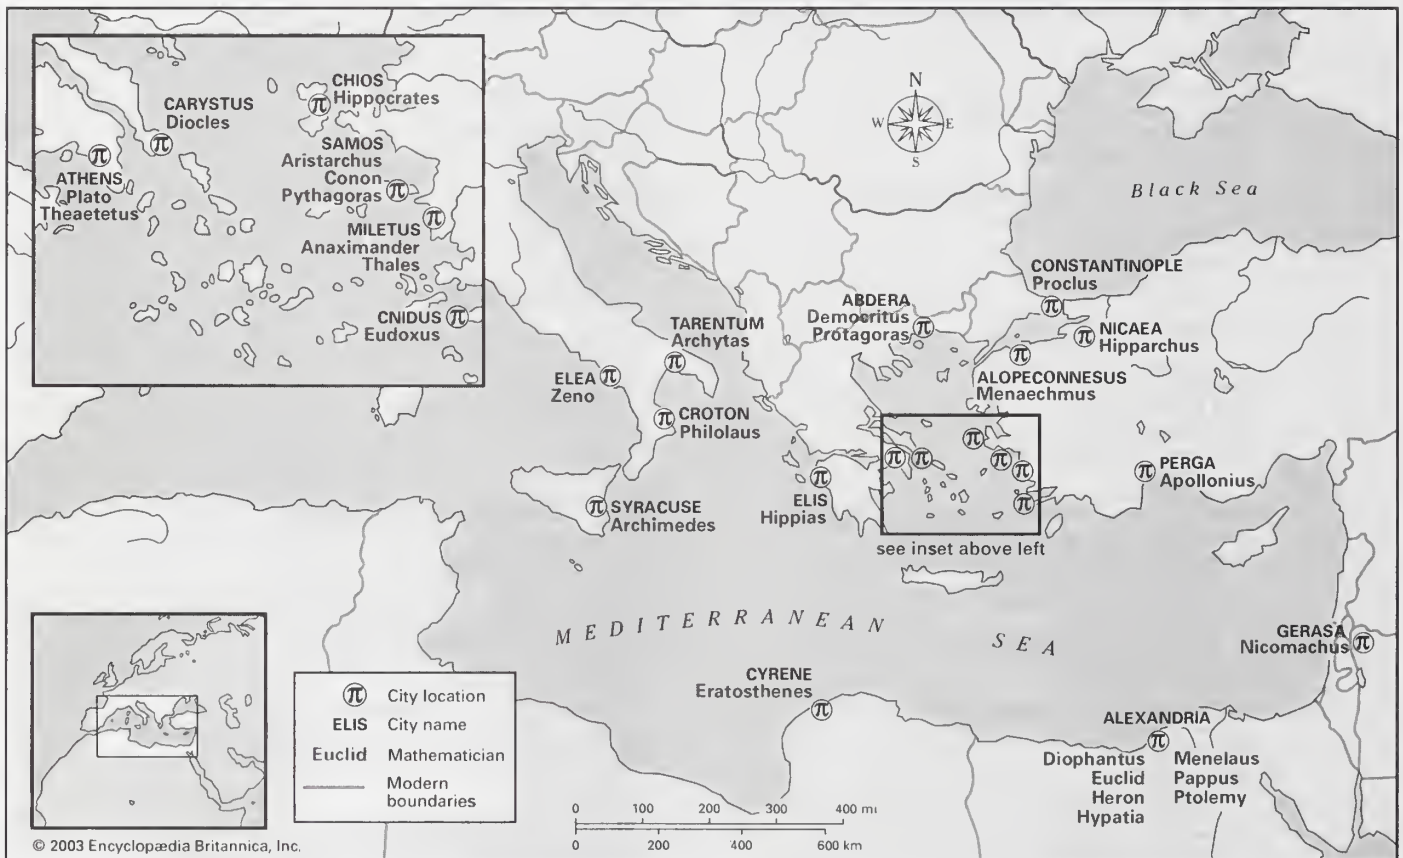 CHIOS
Hippocrates
CARYSTUS
Diocles
SAMOS
Aristarchus
Conon
Pythagoras
ATHENS
Plato
Theaetetus
MILETUS
Anaximander
Thales
CNIDUS
Eudoxus
N
W
E
S
Black Sea
CONSTANTINOPLE
Proclus
ABDERA
Democritus
Protagoras
NICAEA
Hipparchus
TARENTUM
Archytas
ALOPECONNESUS
Menaechmus
ELEA
Zeno
CROTON
Philolaus
PERGA
Apollonius
ELIS
Hippias
SYRACUSE
Archimedes
see inset above left
MEDITERRANEAN SEA
GERASA
Nicomachus
CYRENE
Eratosthenes
ALEXANDRIA
Diophantus
Euclid
Heron
Hypatia
Menelaus
Pappus
Ptolemy
π City location
ELIS City name
Euclid Mathematician
Modern
boundaries
0 100 200 300 400 mi
0 200 400 600 km
© 2003 Encyclopædia Britannica, Inc.